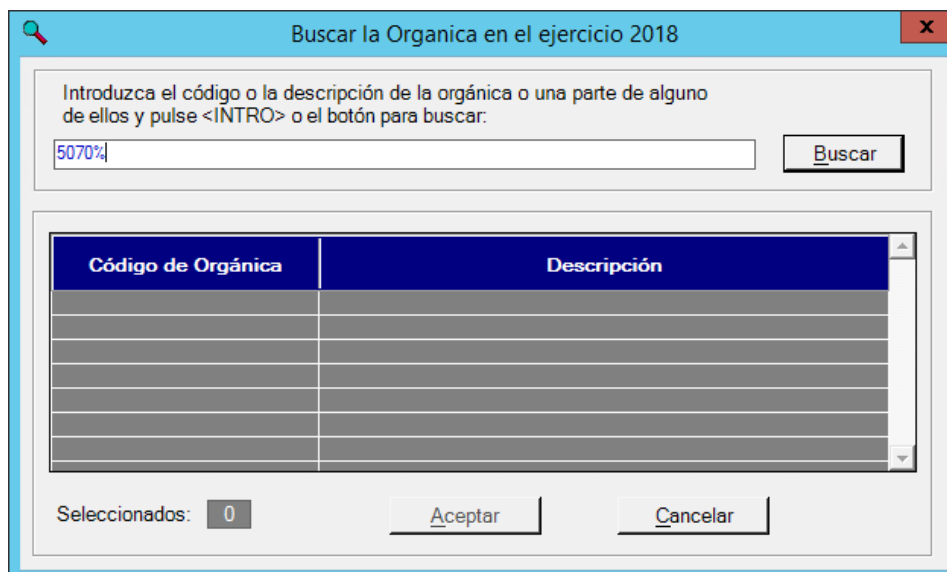 Buscar la Organica en el ejercicio 2018
x
Introduzca el código o la descripción de la orgánica o una parte de alguno
de ellos y pulse <INTRO> o el botón para buscar:
5070%
Buscar
Código de Orgánica Descripción
Seleccionados: 0 Aceptar Cancelar